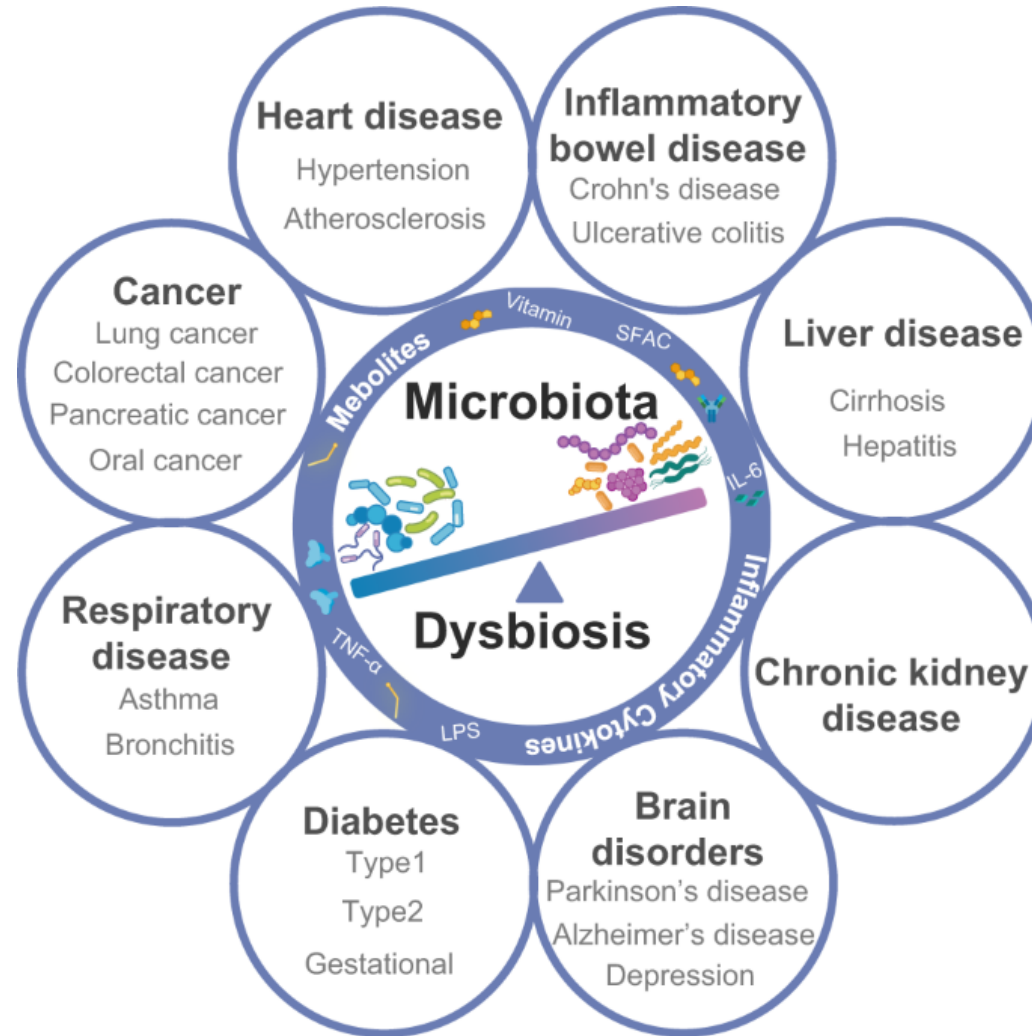 Heart disease
Hypertension
Atherosclerosis
Inflammatory
bowel disease
Crohn's disease
Ulcerative colitis
Cancer
Lung cancer
Colorectal cancer
Pancreatic cancer
Oral cancer
Liver disease
Cirrhosis
Hepatitis
Mebolites
Vitamin
SFAC
IL-6
Inflammatory Cytokines
LPS
TNF-α
Microbiota
Dysbiosis
Respiratory
disease
Asthma
Bronchitis
Chronic kidney
disease
Diabetes
Type1
Type2
Gestational
Brain
disorders
Parkinson’s disease
Alzheimer’s disease
Depression